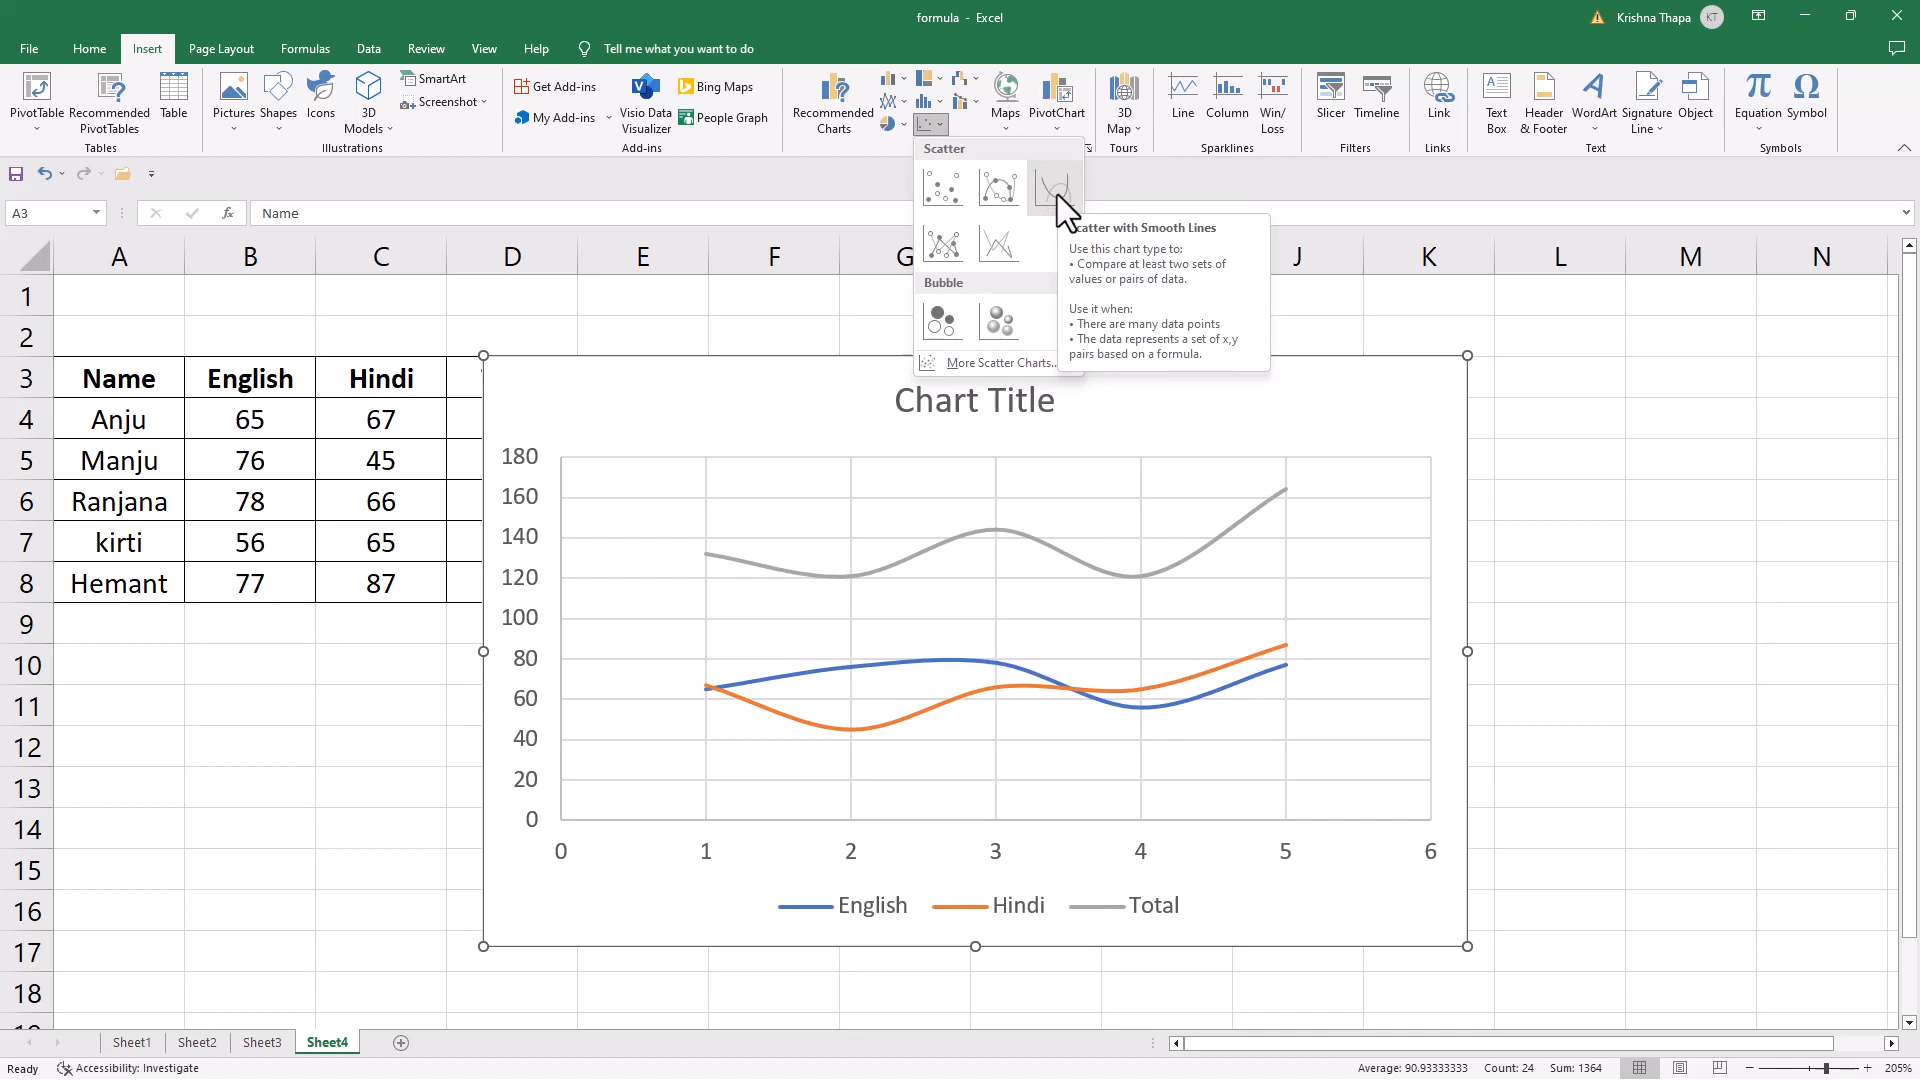 formula - Excel
Krishna Thapa
KT
File
Home
Insert
Page Layout
Formulas
Data
Review
View
Help
Tell me what you want to do
PivotTable
Recommended
PivotTables
Table
Tables
Pictures
Shapes
Icons
3D
Models
SmartArt
Screenshot
Illustrations
Get Add-ins
My Add-ins
Visio Data
Visualizer
Bing Maps
People Graph
Add-ins
Recommended
Charts
Maps
PivotChart
3D
Map
Tours
Line
Column
Win/
Loss
Sparklines
Slicer
Timeline
Filters
Link
Links
Text
Box
Header
& Footer
WordArt
Signature
Line
Object
Text
Equation
Symbol
Symbols
A3
fx
Name
Scatter
Bubble
More Scatter Charts...
catter with Smooth Lines
Use this chart type to:
• Compare at least two sets of
values or pairs of data.
Use it when:
• There are many data points
• The data represents a set of x,y
pairs based on a formula.
A B C D E F G J K L M N
1
2
3 Name English Hindi
4 Anju 65 67
5 Manju 76 45
6 Ranjana 78 66
7 kirti 56 65
8 Hemant 77 87
9
10
11
12
13
14
15
16
17
18
Chart Title
180
160
140
120
100
80
60
40
20
0
0 1 2 3 4 5 6
English Hindi Total
Sheet1
Sheet2
Sheet3
Sheet4
Ready
Accessibility: Investigate
Average: 90.93333333
Count: 24
Sum: 1364
205%